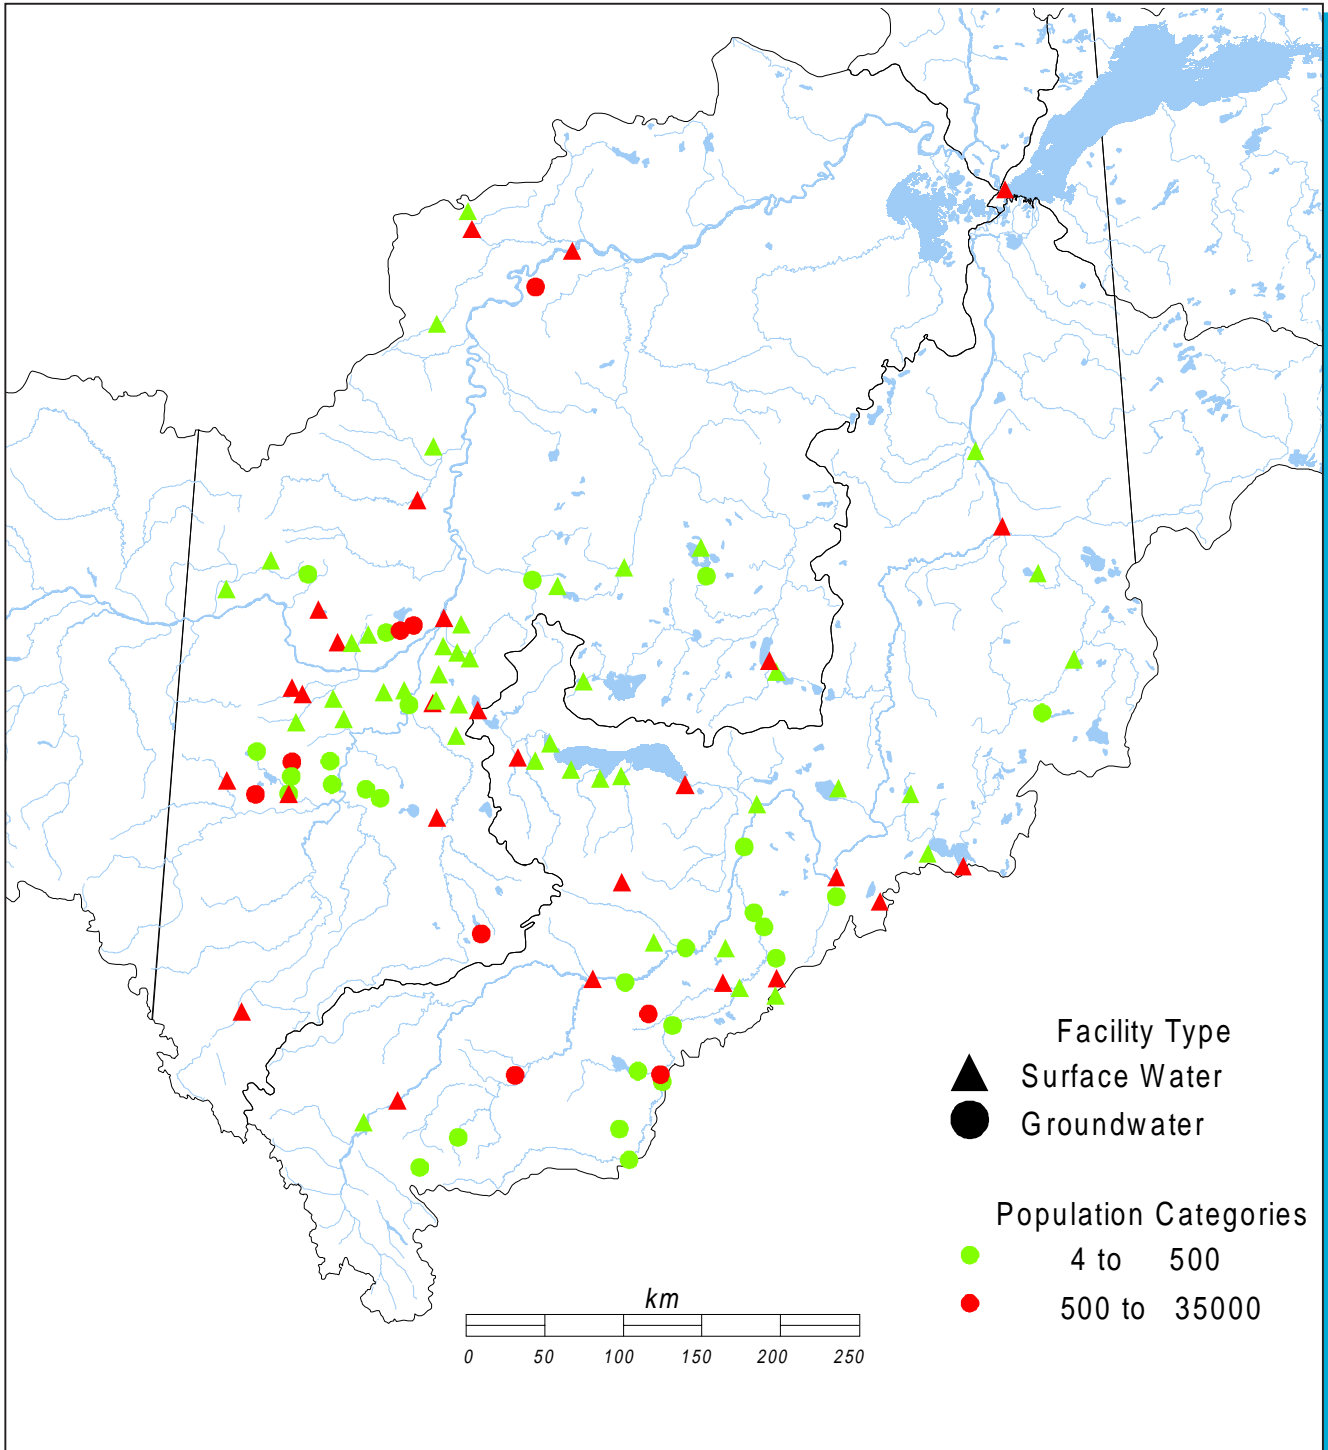 Facility Type
Surface Water
Groundwater
Population Categories
4 to 500
500 to 35000
km
0 50 100 150 200 250